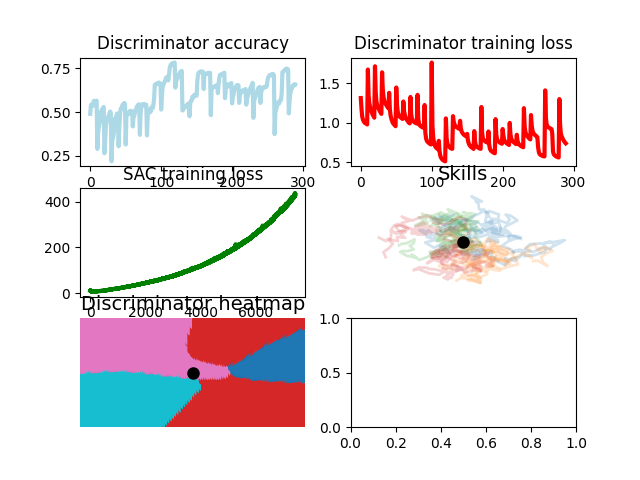 Discriminator accuracy
0.75
0.50
0.25
0 100 200 300
Discriminator training loss
1.5
1.0
0.5
0 100 200 300
SAC training loss
400
200
0
0 2000 4000 6000
Skills
Discriminator heatmap
1.0
0.5
0.0
0.0 0.2 0.4 0.6 0.8 1.0